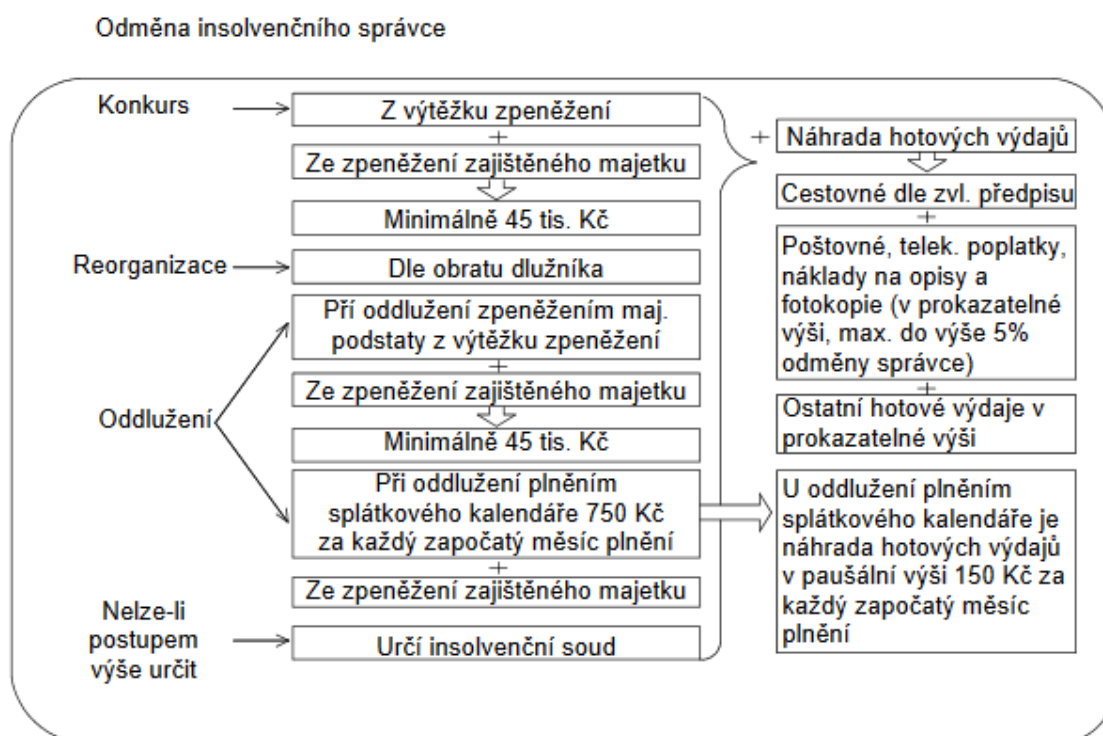 Odměna insolvenčního správce
Konkurs
Z výtěžku zpeněžení
+
Ze zpeněžení zajištěného majetku
Minimálně 45 tis. Kč
Reorganizace
Dle obratu dlužníka
Oddlužení
Pří oddlužení zpeněžením maj.
podstaty z výtěžku zpeněžení
+
Ze zpeněžení zajištěného majetku
Minimálně 45 tis. Kč
Při oddlužení plněním
splátkového kalendáře 750 Kč
za každý započatý měsíc plnění
+
Ze zpeněžení zajištěného majetku
Nelze-li
postupem
výše určit
Určí insolvenční soud
+
Náhrada hotových výdajů
Cestovné dle zvl. předpisu
+
Poštovné, telek. poplatky,
náklady na opisy a
fotokopie (v prokazatelné
výši, max. do výše 5%
odměny správce)
+
Ostatní hotové výdaje v
prokazatelné výši
U oddlužení plněním
splátkového kalendáře je
náhrada hotových výdajů
v paušální výši 150 Kč za
každý započatý měsíc
plnění